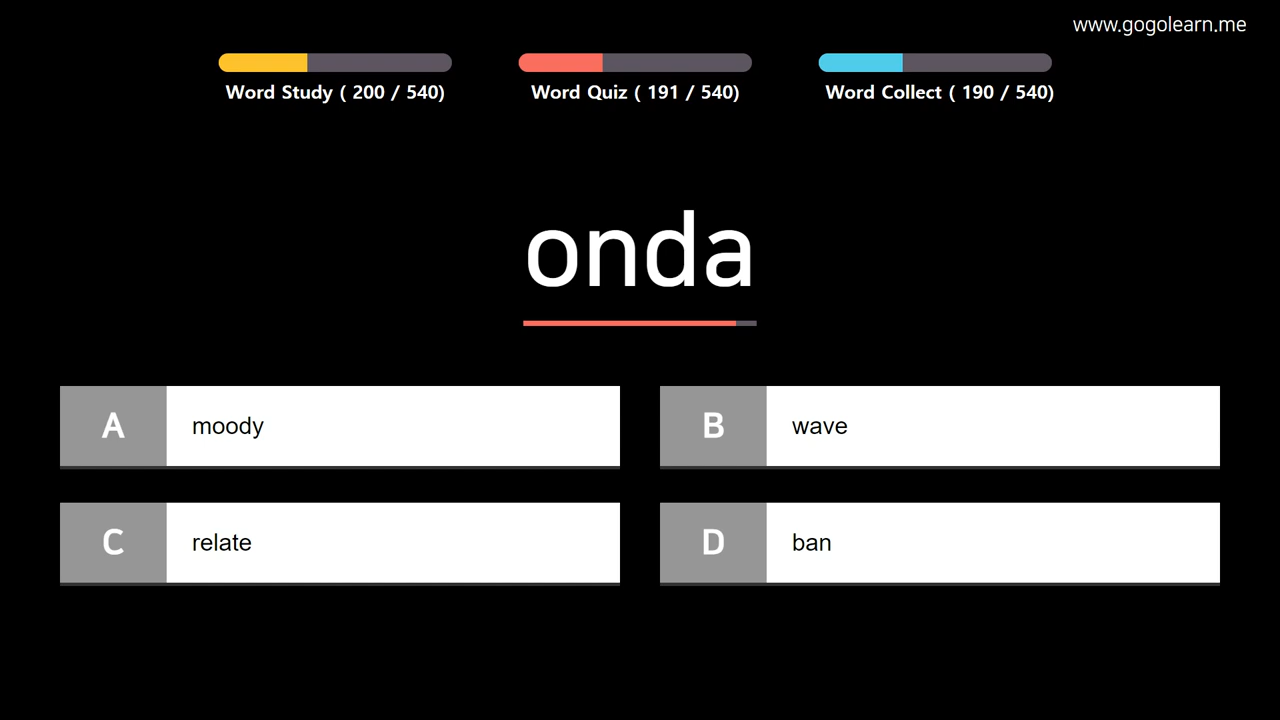 www.gogolearn.me
Word Study ( 200 / 540)
Word Quiz ( 191 / 540)
Word Collect ( 190 / 540)
onda
A moody
B wave
C relate
D ban